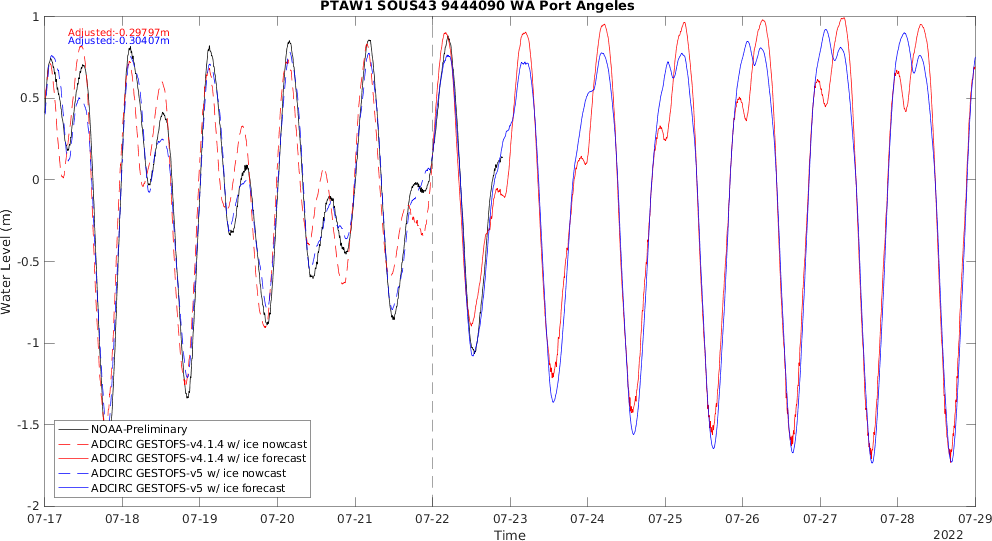 PTAW1 SOUS43 9444090 WA Port Angeles
Adjusted:-0.29797m
Adjusted:-0.30407m
1
0.5
0
-0.5
-1
-1.5
-2
Water Level (m)
NOAA-Preliminary
ADCIRC GESTOFS-v4.1.4 w/ ice nowcast
ADCIRC GESTOFS-v4.1.4 w/ ice forecast
ADCIRC GESTOFS-v5 w/ ice nowcast
ADCIRC GESTOFS-v5 w/ ice forecast
07-17 07-18 07-19 07-20 07-21 07-22 07-23 07-24 07-25 07-26 07-27 07-28 07-29
Time
2022